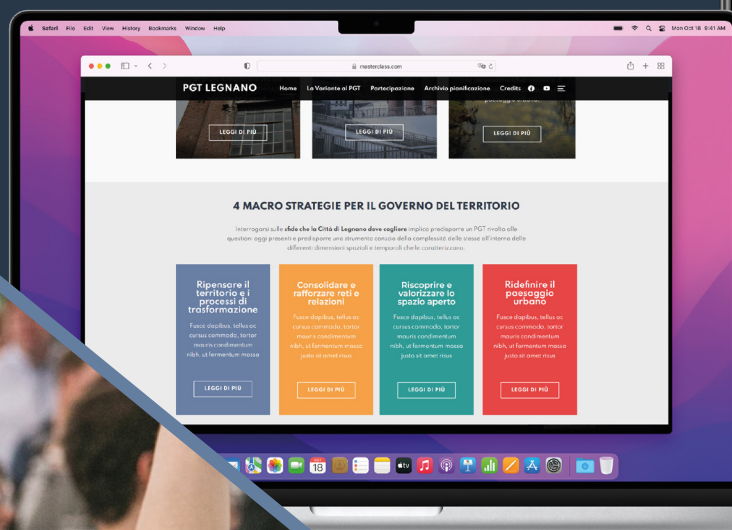 Safari File Edit View History Bookmarks Window Help
Mon Oct 18 9:41 AM
masterclass.com
PGT LEGNANO Home La Variante al PGT Partecipazione Archivio pianificazione Credits
LEGGI DI PIÙ LEGGI DI PIÙ LEGGI DI PIÙ
4 MACRO STRATEGIE PER IL GOVERNO DEL TERRITORIO
Interrogarsi sulle sfide che la Città di Legnano deve cogliere implica predisporre un PGT rivolto alle
questioni oggi presenti e predisporre uno strumento conscio della complessità delle stesse all'interno delle
differenti dimensioni spaziali e temporali che le caratterizzano.
Ripensare il
territorio e i
processi di
trasformazione
Fusce dapibus, tellus ac
cursus commodo, tortor
mauris condimentum
nibh, ut fermentum massa
LEGGI DI PIÙ
Consolidare e
rafforzare reti e
relazioni
Fusce dapibus, tellus ac
cursus commodo, tortor
mauris condimentum
nibh, ut fermentum massa
justo sit amet risus
LEGGI DI PIÙ
Riscoprire e
valorizzare lo
spazio aperto
Fusce dapibus, tellus ac
cursus commodo, tortor
mauris condimentum
nibh, ut fermentum massa
justo sit amet risus
LEGGI DI PIÙ
Ridefinire il
paesaggio
urbano
Fusce dapibus, tellus ac
cursus commodo, tortor
mauris condimentum
nibh, ut fermentum massa
justo sit amet risus
LEGGI DI PIÙ
18
tv